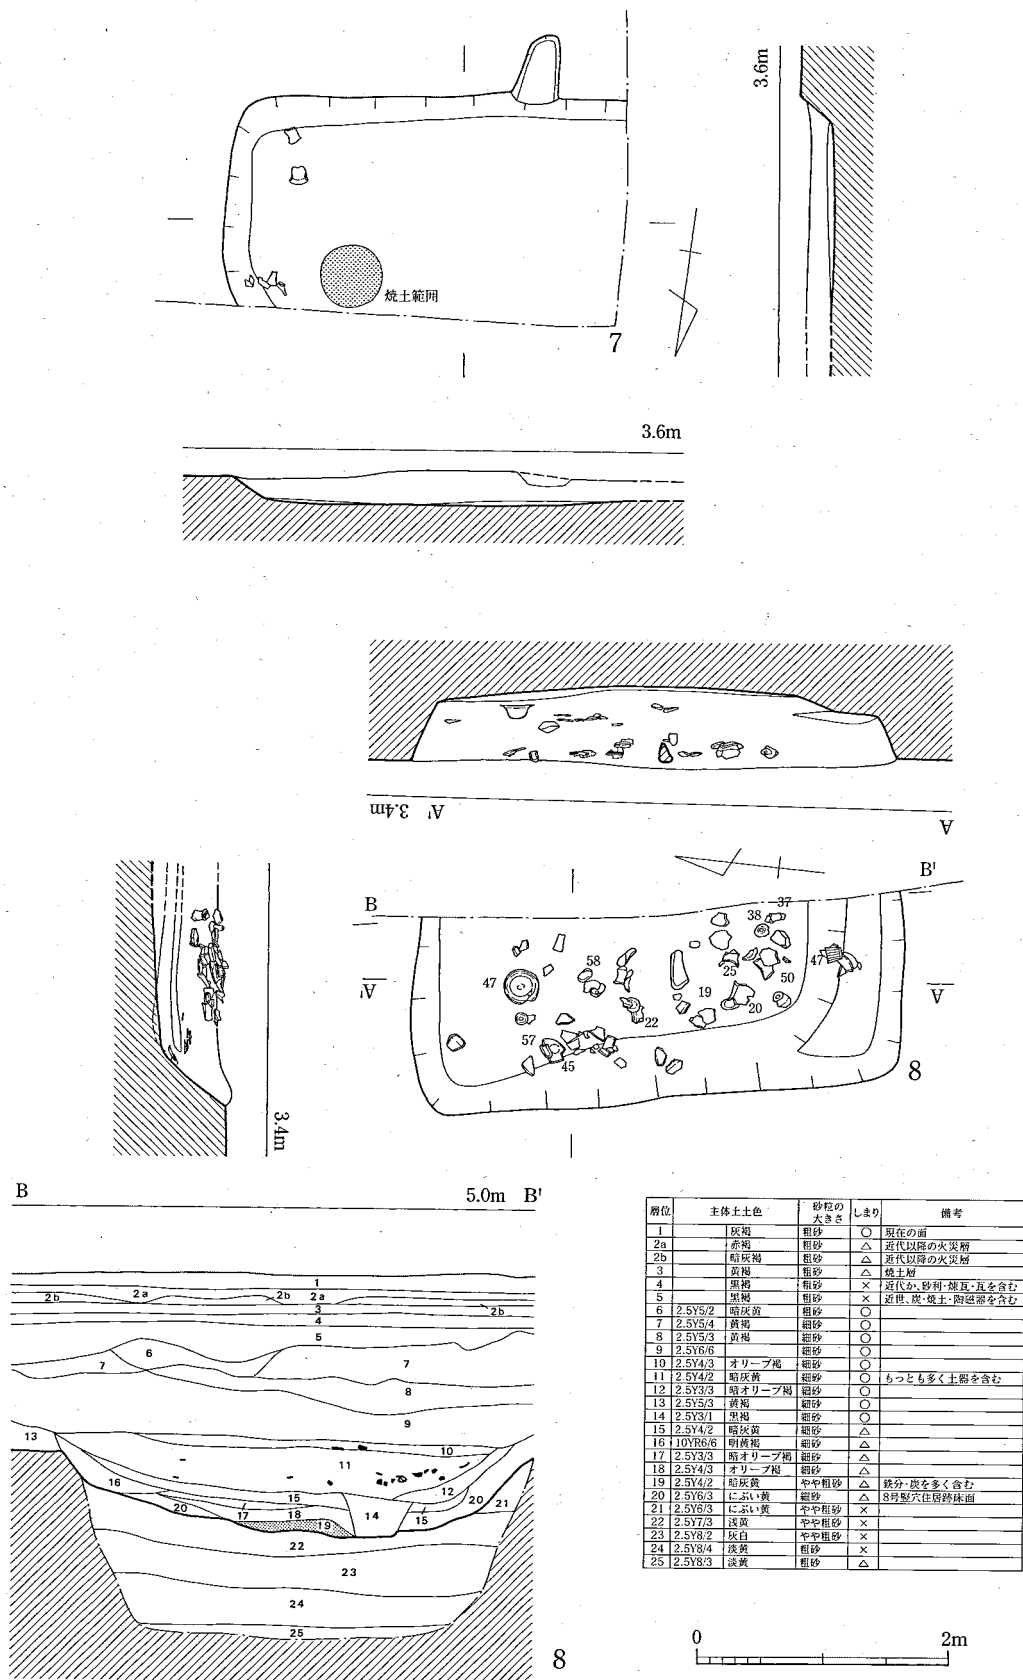 3.6m
焼土範囲
7
3.6m
3.4m A' A
B B'
37
38
58
47
25
47
50
A' A
19
20
22
57
45
8
3.4m
B 5.0m B'
1
2b 2a 2b 2a
3 2b
4
5
6
7 7
8
9
13 10
11
16 12
15 20 21
20 17 18 14 15
19
22
23
24
25
8
層位 主体土土色 砂粒の大きさ しまり 備考
1 灰褐 粗砂 ○ 現在の面
2a 赤褐 粗砂 △ 近代以降の火災層
2b 暗灰褐 粗砂 △ 近代以降の火災層
3 黄褐 粗砂 △ 焼土層
4 黒褐 粗砂 × 近代か、砂利・煉瓦・瓦を含む
5 黒褐 粗砂 × 近世、炭・焼土・陶磁器を含む
6 2.5Y5/2 暗灰黄 粗砂 ○
7 2.5Y5/4 黄褐 細砂 ○
8 2.5Y5/3 黄褐 細砂 ○
9 2.5Y6/6 細砂 ○
10 2.5Y4/3 オリーブ褐 細砂 ○
11 2.5Y4/2 暗灰黄 細砂 ○ もっとも多く土器を含む
12 2.5Y3/3 暗オリーブ褐 細砂 ○
13 2.5Y5/3 黄褐 細砂 ○
14 2.5Y3/1 黒褐 細砂 ○
15 2.5Y4/2 暗灰黄 細砂 △
16 10YR6/6 明黄褐 細砂 △
17 2.5Y3/3 暗オリーブ褐 細砂 △
18 2.5Y4/3 オリーブ褐 細砂 △
19 2.5Y4/2 暗灰黄 やや粗砂 △ 鉄分・炭を多く含む
20 2.5Y6/3 にぶい黄 細砂 △ 8号竪穴住居跡床面
21 2.5Y6/3 にぶい黄 やや粗砂 ×
22 2.5Y7/3 浅黄 やや粗砂 ×
23 2.5Y8/2 灰白 やや粗砂 ×
24 2.5Y8/4 淡黄 粗砂 ×
25 2.5Y8/3 淡黄 粗砂 △
0 2m